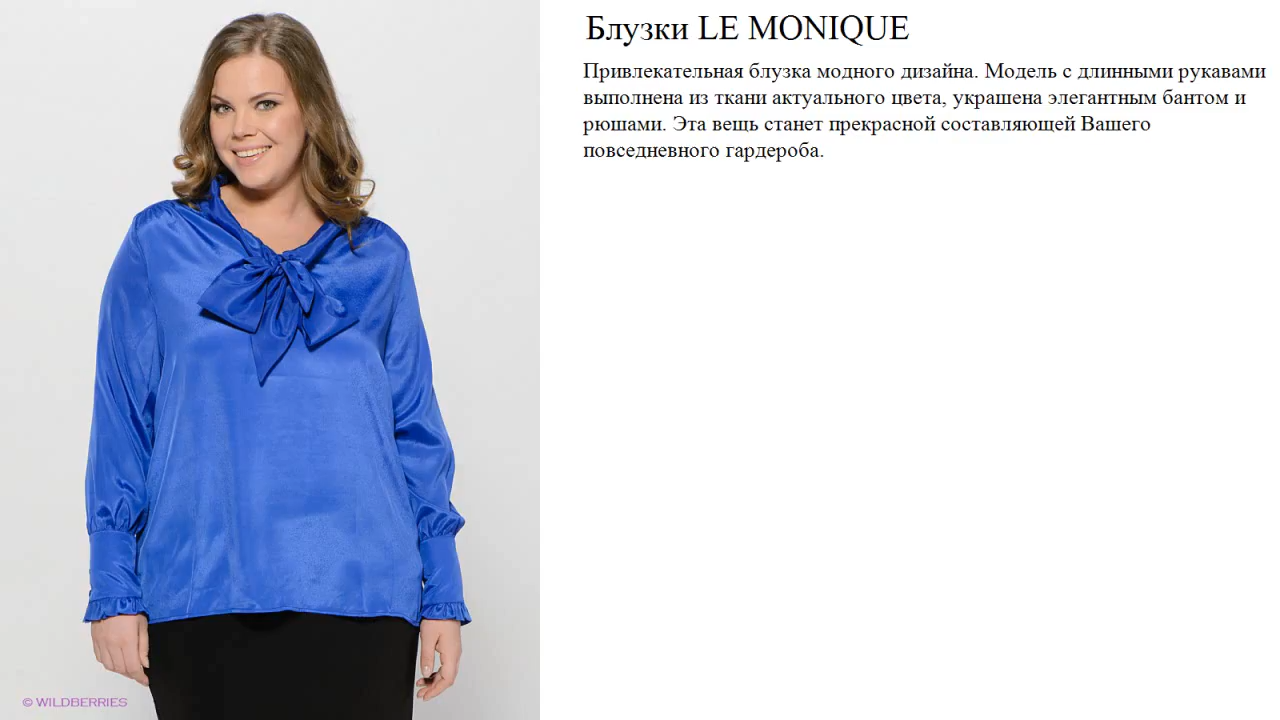 Блузки LE MONIQUE
Привлекательная блузка модного дизайна. Модель с длинными рукавами
выполнена из ткани актуального цвета, украшена элегантным бантом и
рюшами. Эта вещь станет прекрасной составляющей Вашего
повседневного гардероба.
© WILDBERRIES